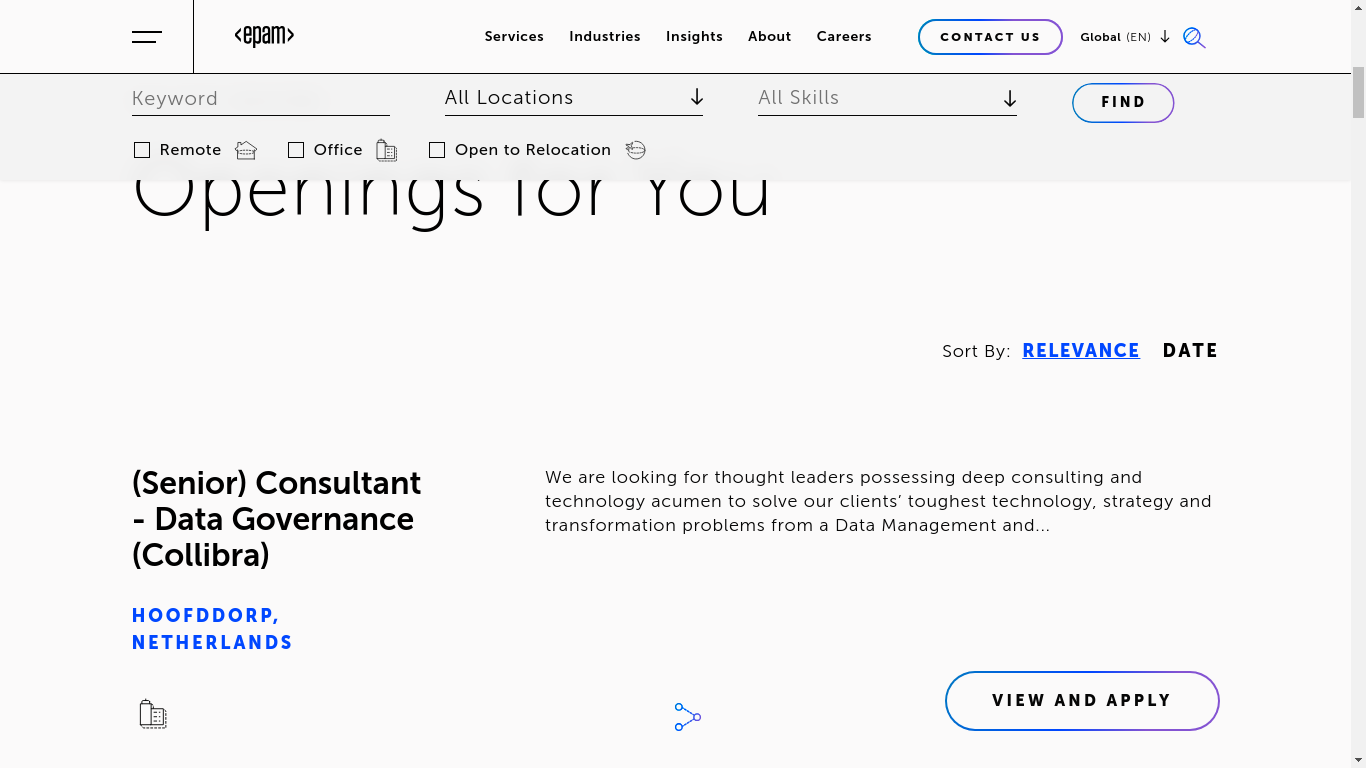 <epam>
Services
Industries
Insights
About
Careers
CONTACT US
Global (EN)
Keyword
All Locations
All Skills
FIND
Remote
Office
Open to Relocation
Openings for You
Sort By: RELEVANCE DATE
(Senior) Consultant
- Data Governance
(Collibra)
We are looking for thought leaders possessing deep consulting and
technology acumen to solve our clients’ toughest technology, strategy and
transformation problems from a Data Management and...
HOOFDDORP,
NETHERLANDS
VIEW AND APPLY